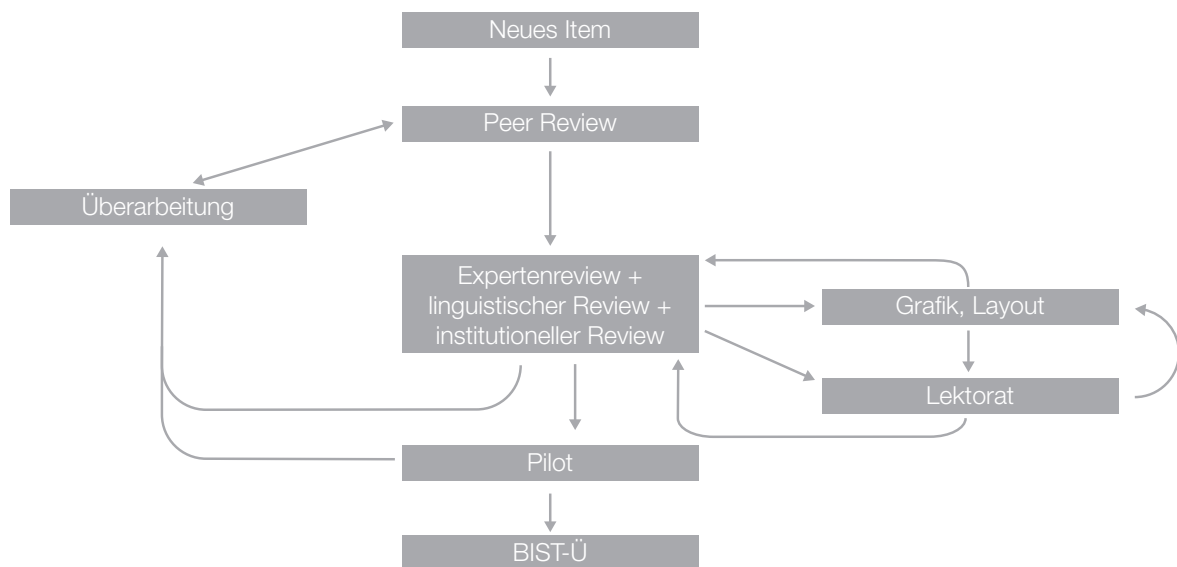 Neues Item
Peer Review
Überarbeitung
Expertenreview +
linguistischer Review +
institutioneller Review
Grafik, Layout
Lektorat
Pilot
BIST-Ü